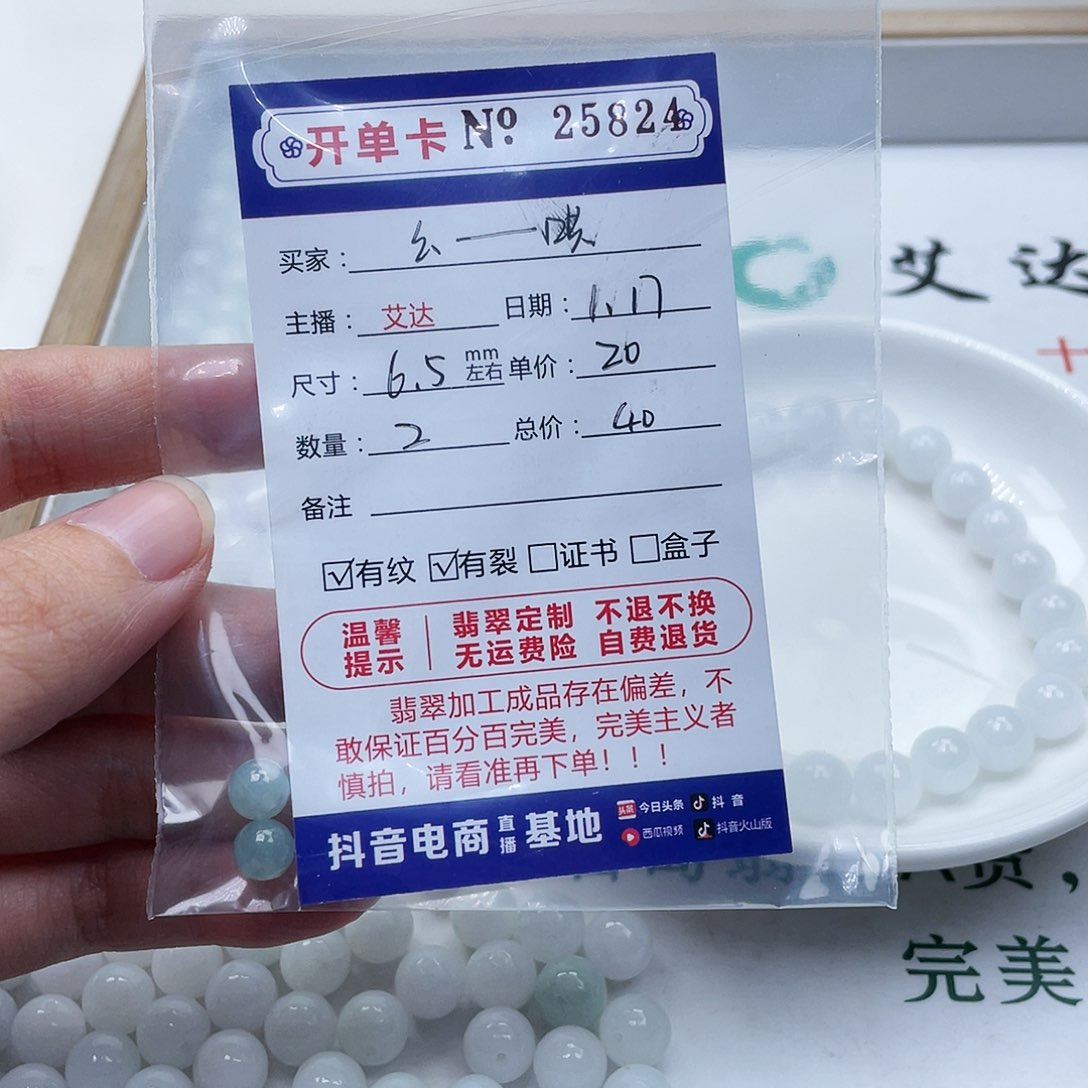 开单卡 Nº 25824
买家：
主播：艾达 日期：1.17
尺寸：6.5 mm左右 单价：20
数量：2 总价：40
备注
☑有纹 ☑有裂 □证书 □盒子
温馨提示
翡翠定制 不退不换
无运费险 自费退货
翡翠加工成品存在偏差，不
敢保证百分百完美，完美主义者
慎拍，请看准再下单！！！
抖音电商直播基地
头条 今日头条 抖音
西瓜视频 抖音火山版
艾达
完美